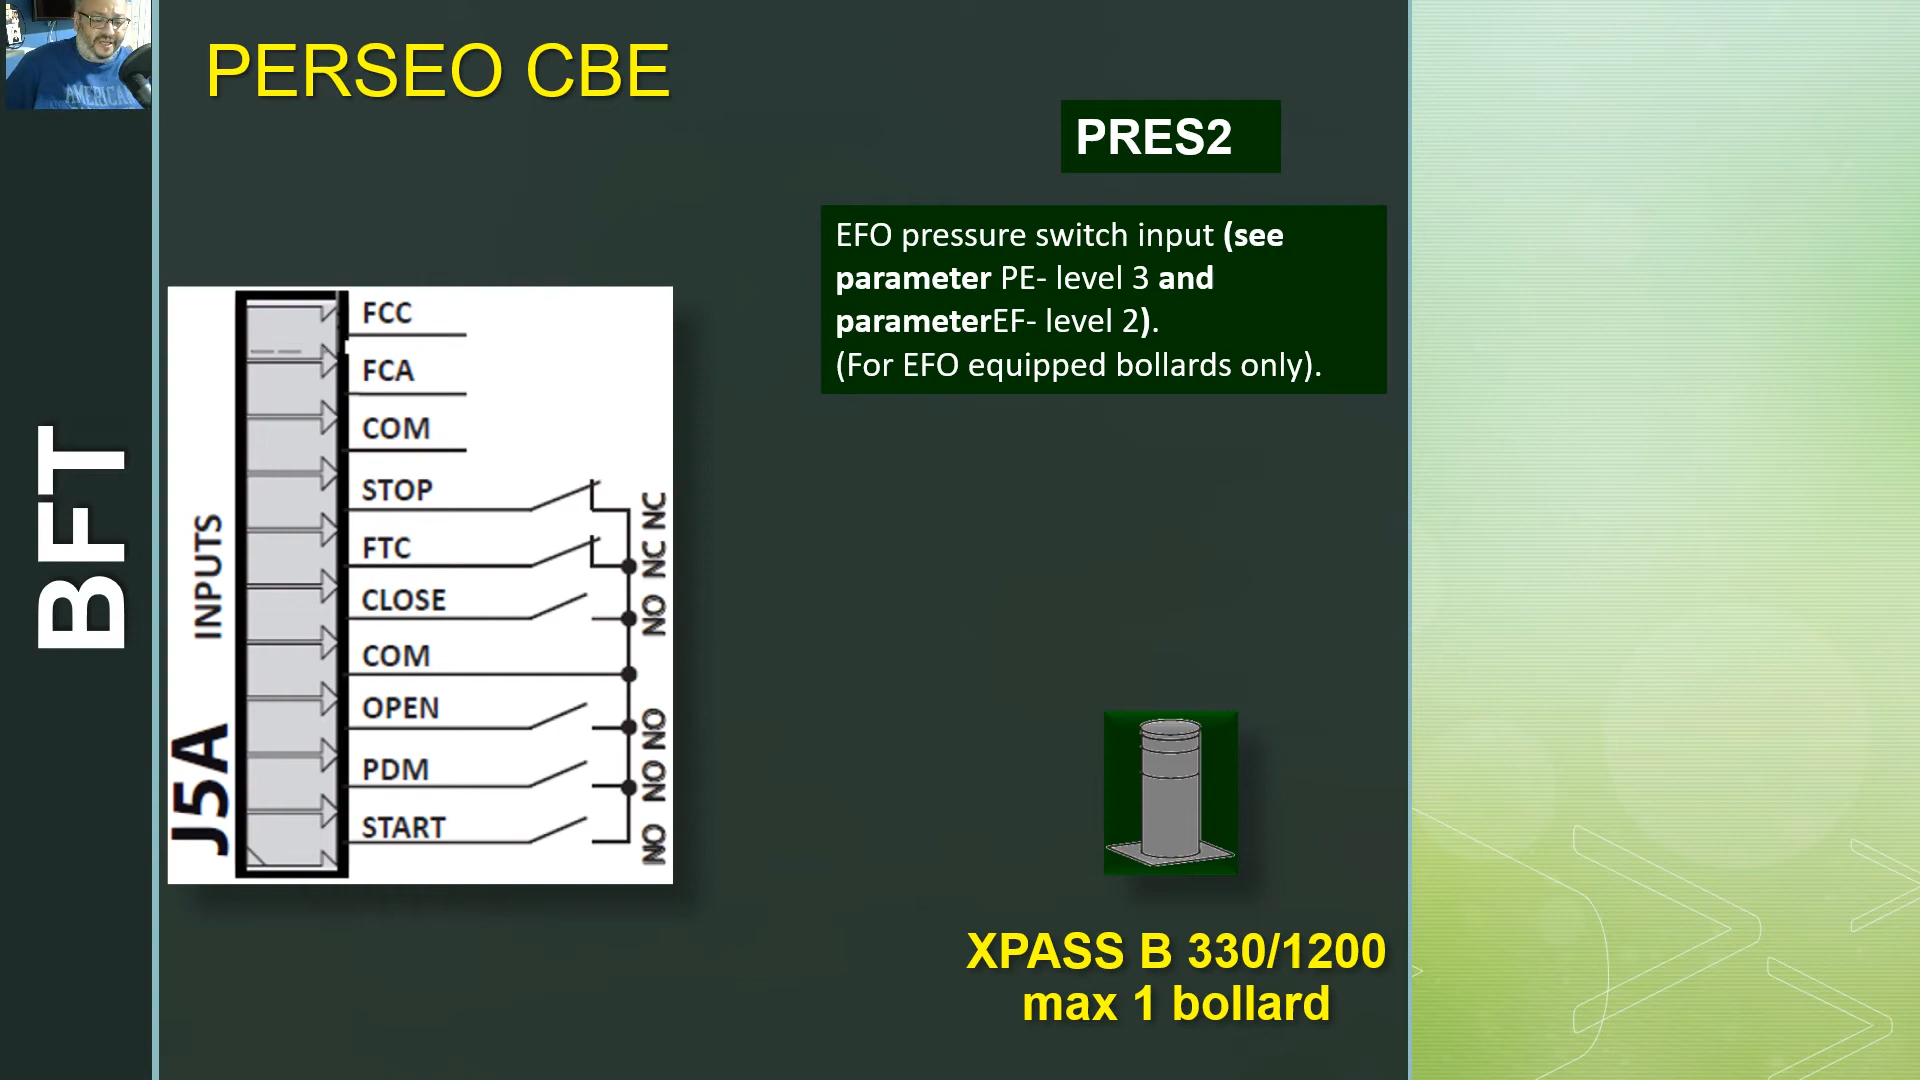 AMERICAN
PERSEO CBE
PRES2
EFO pressure switch input (see
parameter PE- level 3 and
parameterEF- level 2).
(For EFO equipped bollards only).
BFT
INPUTS
J5A
FCC
FCA
COM
STOP
FTC
CLOSE
COM
OPEN
PDM
START
NC
NC
NO
NO
NO
NO
XPASS B 330/1200
max 1 bollard